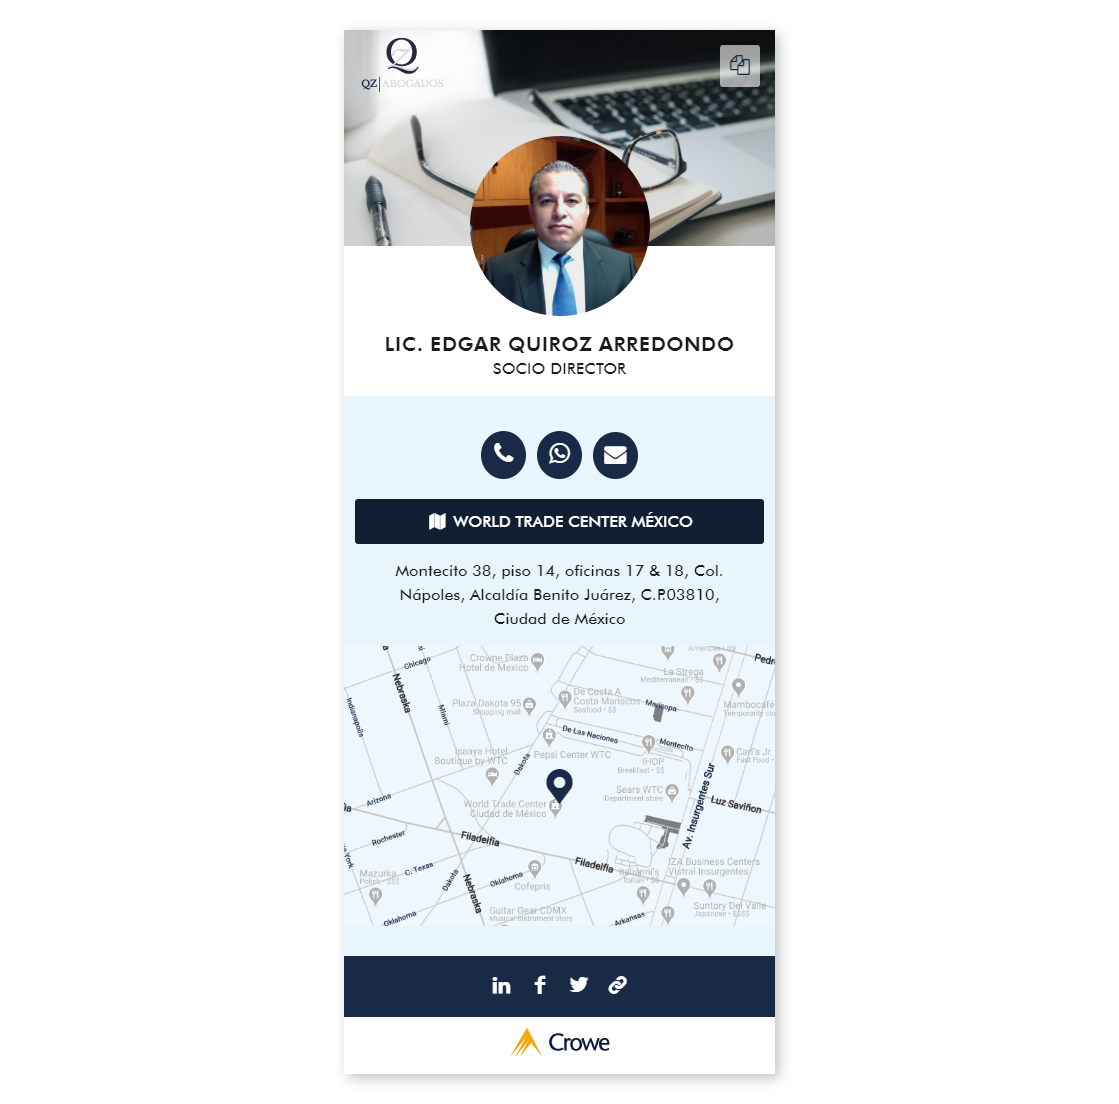 Q
QZ|ABOGADOS
LIC. EDGAR QUIROZ ARREDONDO
SOCIO DIRECTOR
WORLD TRADE CENTER MÉXICO
Montecito 38, piso 14, oficinas 17 & 18, Col.
Nápoles, Alcaldía Benito Juárez, C.P.03810,
Ciudad de México
American • $$
Chicago
Crowne Plaza
Hotel de Mexico
La Strega
Mediterranean • $$
Pedr
Nebraska
Indianapolis
Miami
Plaza Dakota 95
Shopping mall
De Costa A
Costa Mariscos
Seafood • $$
Maricopa
Mambocafé
Temporarily clo
De Las Naciones
Montecito
Isaaya Hotel
Boutique by WTC
Dakota
Pepsi Center WTC
IHOP
Breakfast • $$
Carl's Jr
Fast Food •
Sears WTC
Department store
Av. Insurgentes Sur
Luz Saviñon
Arizona
World Trade Center
Ciudad de México
Rochester
Filadelfia
Filadelfia
IZA Business Centers
Vistral Insurgentes
Mazurka
Polish • $$$
C. Texas
Dakota
Nebraska
Oklahoma
Cofepris
Italianni's
Italian • $$
Suntory Del Valle
Japanese • $$$$
Oklahoma
Guitar Gear CDMX
Musical instrument store
Arkansas
in f
Crowe